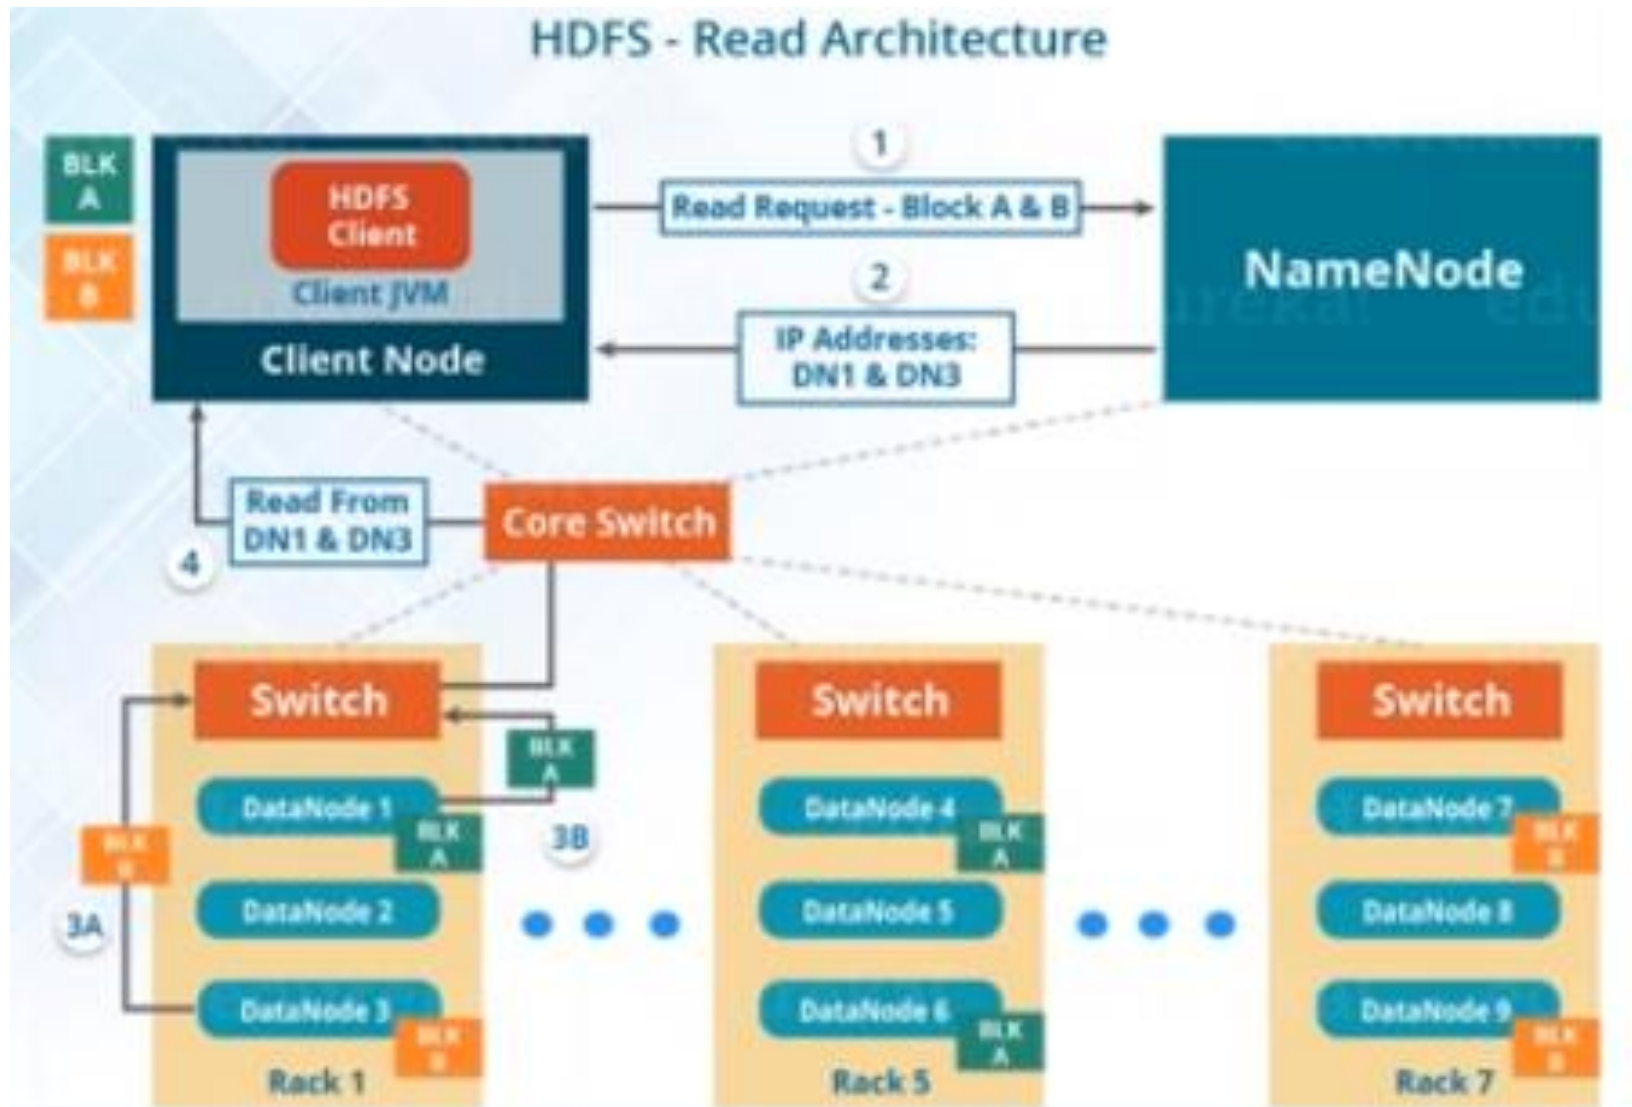 HDFS - Read Architecture
BLK
A
BLK
B
HDFS
Client
Client JVM
Client Node
1
Read Request - Block A & B
2
IP Addresses:
DN1 & DN3
NameNode
edureka!
Read From
DN1 & DN3
4
Core Switch
Switch
BLK
A
DataNode 1
BLK
A
3B
BLK
B
3A
DataNode 2
DataNode 3
BLK
B
Rack 1
Switch
DataNode 4
BLK
A
DataNode 5
DataNode 6
BLK
A
Rack 5
Switch
DataNode 7
BLK
B
DataNode 8
DataNode 9
BLK
B
Rack 7